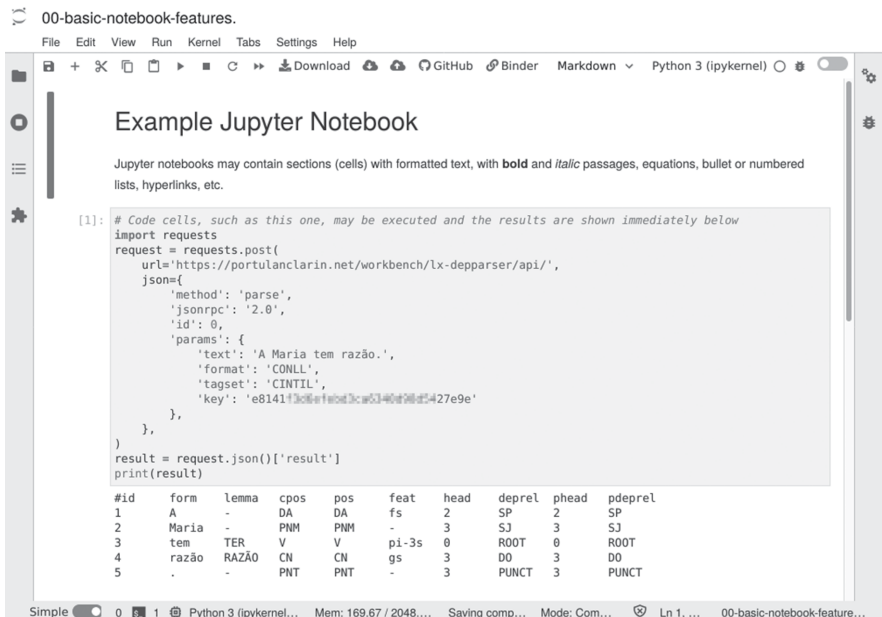 00-basic-notebook-features.
File Edit View Run Kernel Tabs Settings Help
Download GitHub Binder Markdown Python 3 (ipykernel)
Example Jupyter Notebook
Jupyter notebooks may contain sections (cells) with formatted text, with bold and italic passages, equations, bullet or numbered
lists, hyperlinks, etc.
[1]: # Code cells, such as this one, may be executed and the results are shown immediately below
import requests
request = requests.post(
url='https://portulanclarin.net/workbench/lx-depparser/api/',
json={
'method': 'parse',
'jsonrpc': '2.0',
'id': 0,
'params': {
'text': 'A Maria tem razão.',
'format': 'CONLL',
'tagset': 'CINTIL',
'key':
},
},
)
result = request.json()['result']
print(result)
#id form lemma cpos pos feat head deprel phead pdeprel
1 A - DA DA fs 2 SP 2 SP
2 Maria - PNM PNM - 3 SJ 3 SJ
3 tem TER V V pi-3s 0 ROOT 0 ROOT
4 razão RAZÃO CN CN gs 3 DO 3 DO
5 . - PNT PNT - 3 PUNCT 3 PUNCT
Simple 0 1 Python 3 (ipykernel... Mem: 169.67 / 2048.... Saving comp... Mode: Com... Ln 1, ... 00-basic-notebook-feature...